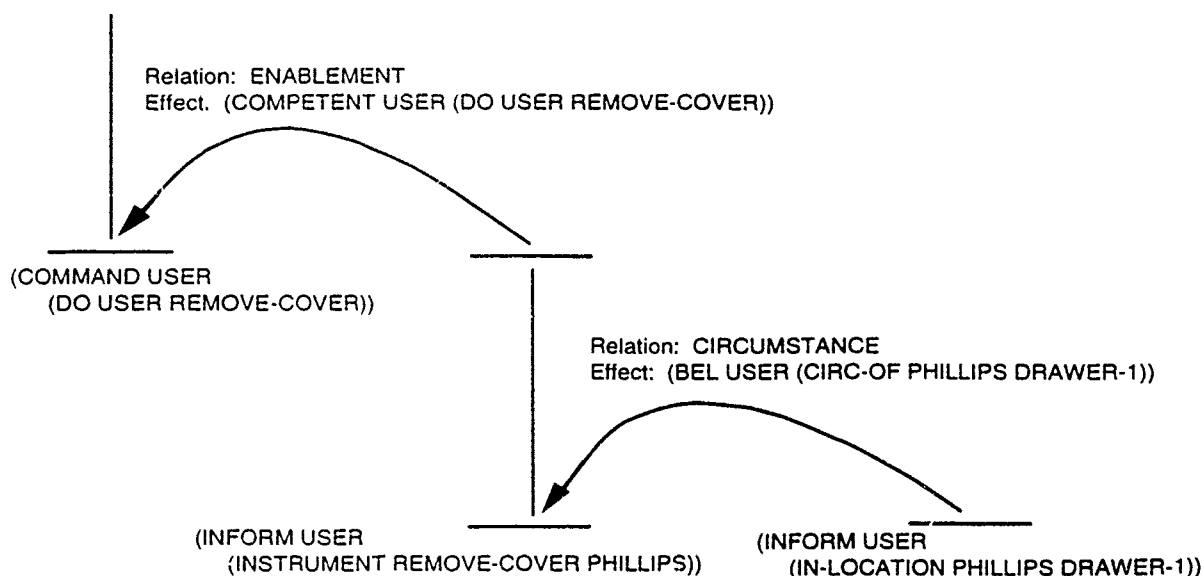 Relation: ENABLEMENT
Effect. (COMPETENT USER (DO USER REMOVE-COVER))
(COMMAND USER
(DO USER REMOVE-COVER))
Relation: CIRCUMSTANCE
Effect: (BEL USER (CIRC-OF PHILLIPS DRAWER-1))
(INFORM USER
(INSTRUMENT REMOVE-COVER PHILLIPS))
(INFORM USER
(IN-LOCATION PHILLIPS DRAWER-1))